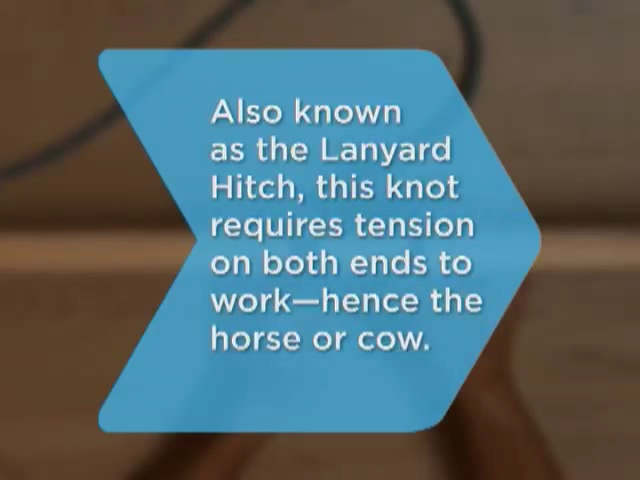 Also known
as the Lanyard
Hitch, this knot
requires tension
on both ends to
work—hence the
horse or cow.